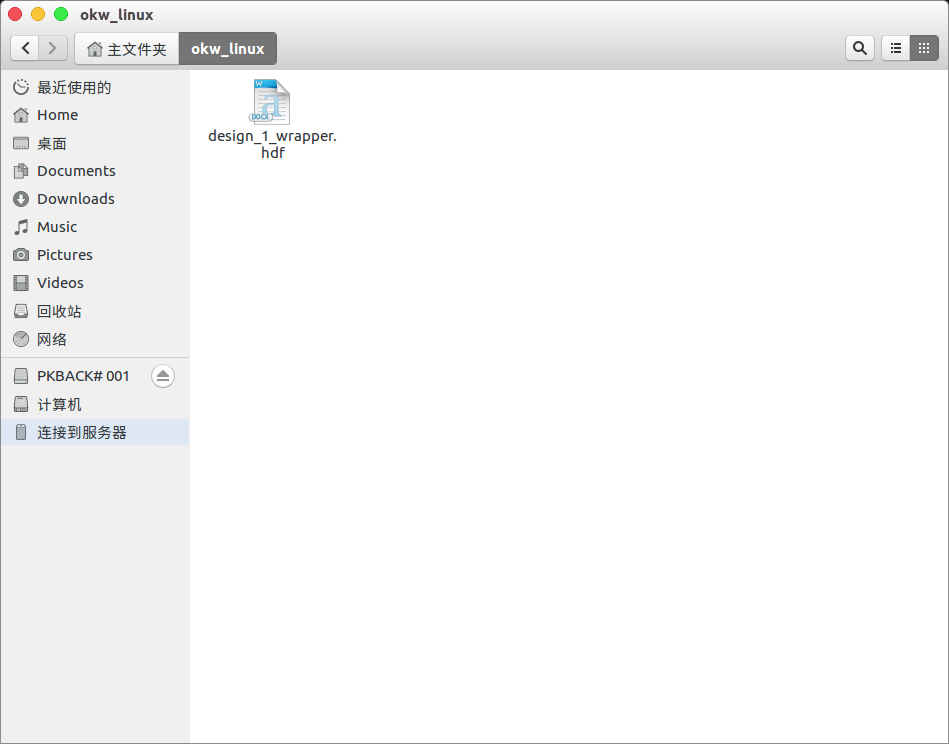 okw_linux
主文件夹
okw_linux
最近使用的
Home
桌面
Documents
Downloads
Music
Pictures
Videos
回收站
网络
PKBACK# 001
计算机
连接到服务器
W
a
DOCX
design_1_wrapper.
hdf